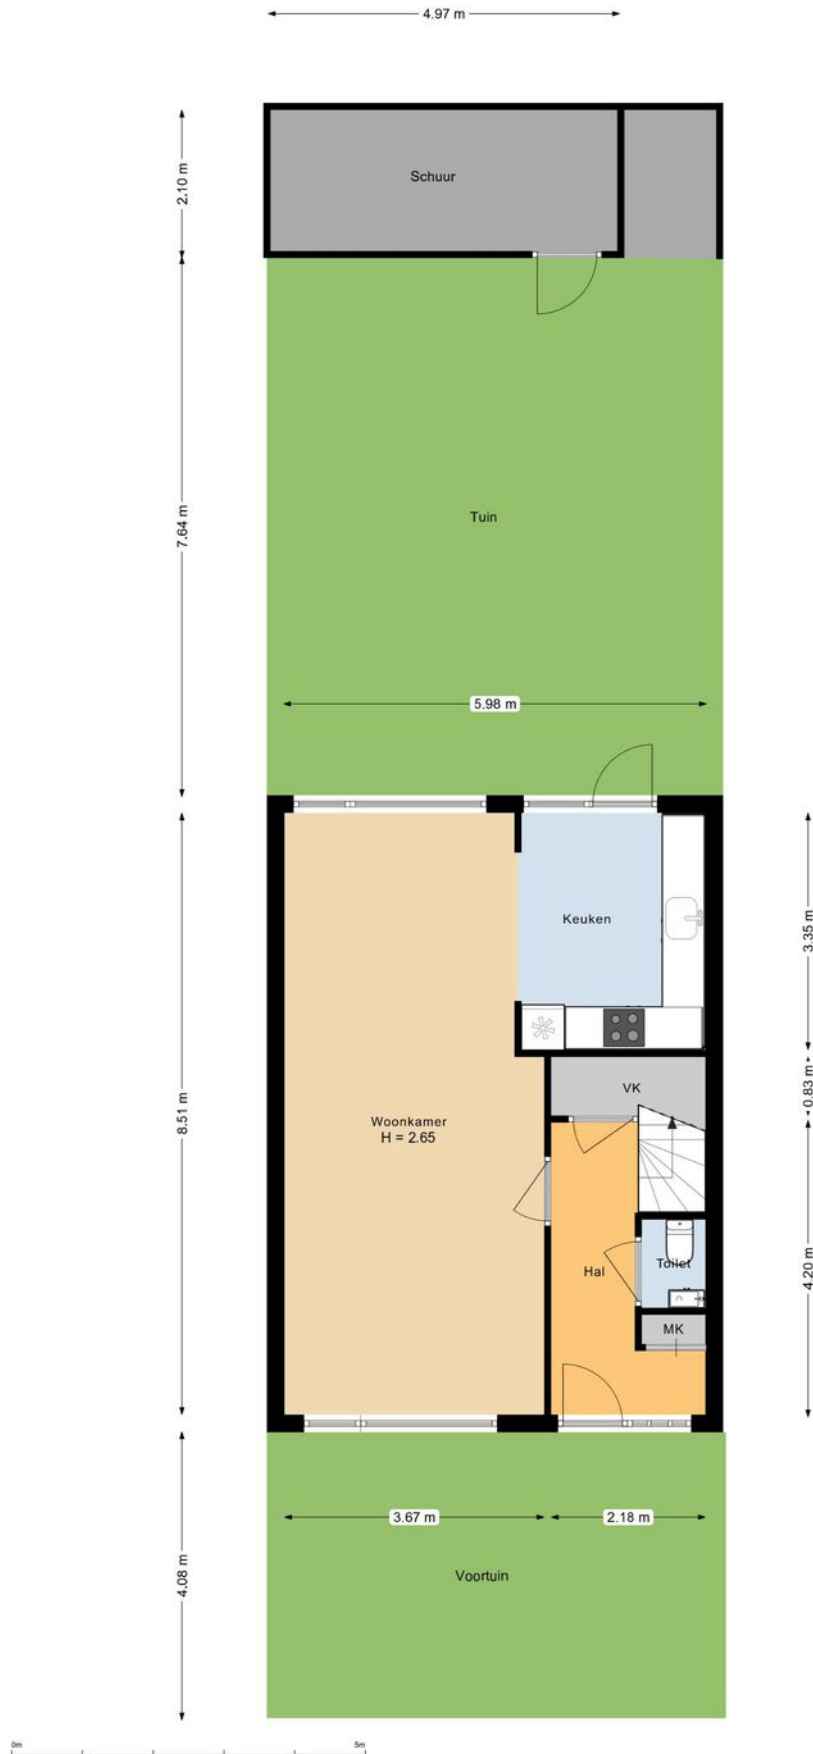 4.97 m
2.10 m
Schuur
7.64 m
Tuin
5.98 m
Keuken
3.35 m
VK
0.83 m
8.51 m
Woonkamer
H = 2.65
Hal
Toilet
4.20 m
MK
3.67 m
2.18 m
4.08 m
Voortuin
0m
5m